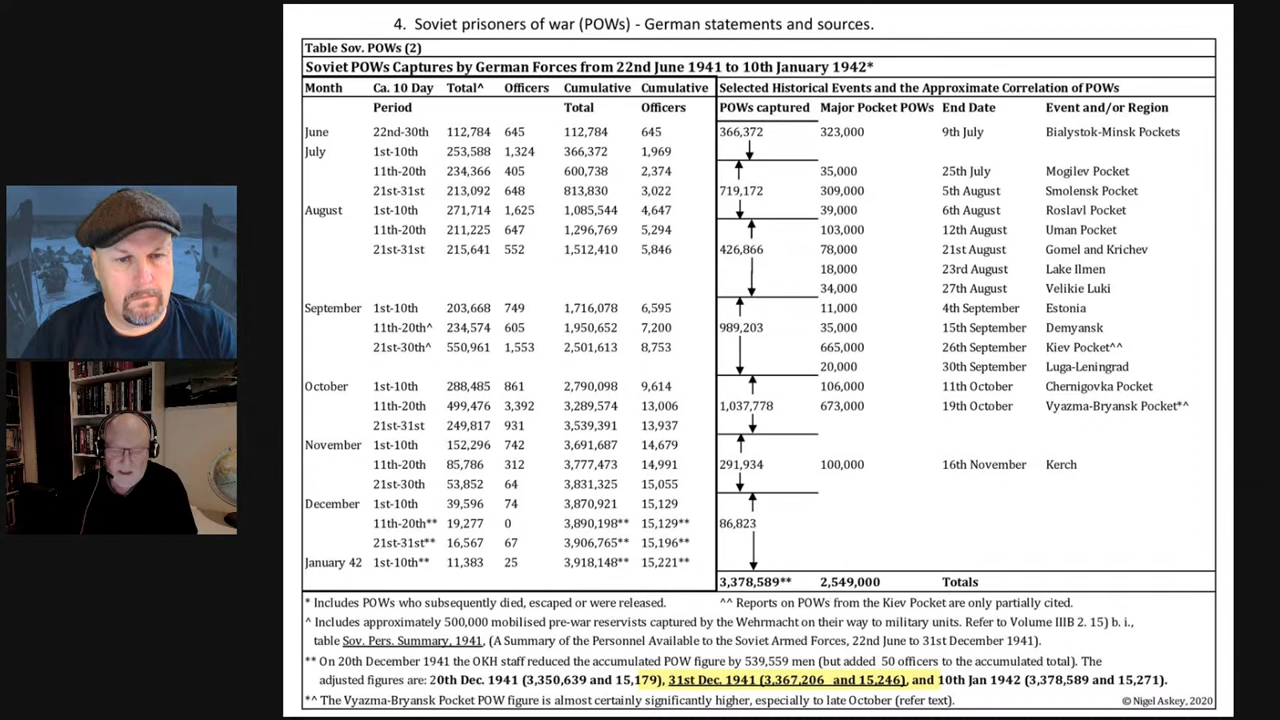 4. Soviet prisoners of war (POWs) - German statements and sources.
Table Sov. POWs (2)
Soviet POWs Captures by German Forces from 22nd June 1941 to 10th January 1942*
Month Ca. 10 Day Total^ Officers Cumulative Cumulative Selected Historical Events and the Approximate Correlation of POWs
Period Total Officers POWs captured Major Pocket POWs End Date Event and/or Region
June 22nd-30th 112,784 645 112,784 645 366,372 323,000 9th July Bialystok-Minsk Pockets
July 1st-10th 253,588 1,324 366,372 1,969
11th-20th 234,366 405 600,738 2,374 35,000 25th July Mogilev Pocket
21st-31st 213,092 648 813,830 3,022 719,172 309,000 5th August Smolensk Pocket
August 1st-10th 271,714 1,625 1,085,544 4,647 39,000 6th August Roslavl Pocket
11th-20th 211,225 647 1,296,769 5,294 103,000 12th August Uman Pocket
21st-31st 215,641 552 1,512,410 5,846 426,866 78,000 21st August Gomel and Krichev
18,000 23rd August Lake Ilmen
34,000 27th August Velikie Luki
September 1st-10th 203,668 749 1,716,078 6,595 11,000 4th September Estonia
11th-20th^ 234,574 605 1,950,652 7,200 989,203 35,000 15th September Demyansk
21st-30th^ 550,961 1,553 2,501,613 8,753 665,000 26th September Kiev Pocket^^
20,000 30th September Luga-Leningrad
October 1st-10th 288,485 861 2,790,098 9,614 106,000 11th October Chernigovka Pocket
11th-20th 499,476 3,392 3,289,574 13,006 1,037,778 673,000 19th October Vyazma-Bryansk Pocket*^
21st-31st 249,817 931 3,539,391 13,937
November 1st-10th 152,296 742 3,691,687 14,679
11th-20th 85,786 312 3,777,473 14,991 291,934 100,000 16th November Kerch
21st-30th 53,852 64 3,831,325 15,055
December 1st-10th 39,596 74 3,870,921 15,129
11th-20th** 19,277 0 3,890,198** 15,129** 86,823
21st-31st** 16,567 67 3,906,765** 15,196**
January 42 1st-10th** 11,383 25 3,918,148** 15,221**
3,378,589** 2,549,000 Totals
* Includes POWs who subsequently died, escaped or were released. ^^ Reports on POWs from the Kiev Pocket are only partially cited.
^ Includes approximately 500,000 mobilised pre-war reservists captured by the Wehrmacht on their way to military units. Refer to Volume IIIB 2. 15) b. i.,
table Sov. Pers. Summary, 1941, (A Summary of the Personnel Available to the Soviet Armed Forces, 22nd June to 31st December 1941).
** On 20th December 1941 the OKH staff reduced the accumulated POW figure by 539,559 men (but added 50 officers to the accumulated total). The
adjusted figures are: 20th Dec. 1941 (3,350,639 and 15,179), 31st Dec. 1941 (3,367,206 and 15,246), and 10th Jan 1942 (3,378,589 and 15,271).
*^ The Vyazma-Bryansk Pocket POW figure is almost certainly significantly higher, especially to late October (refer text). © Nigel Askey, 2020